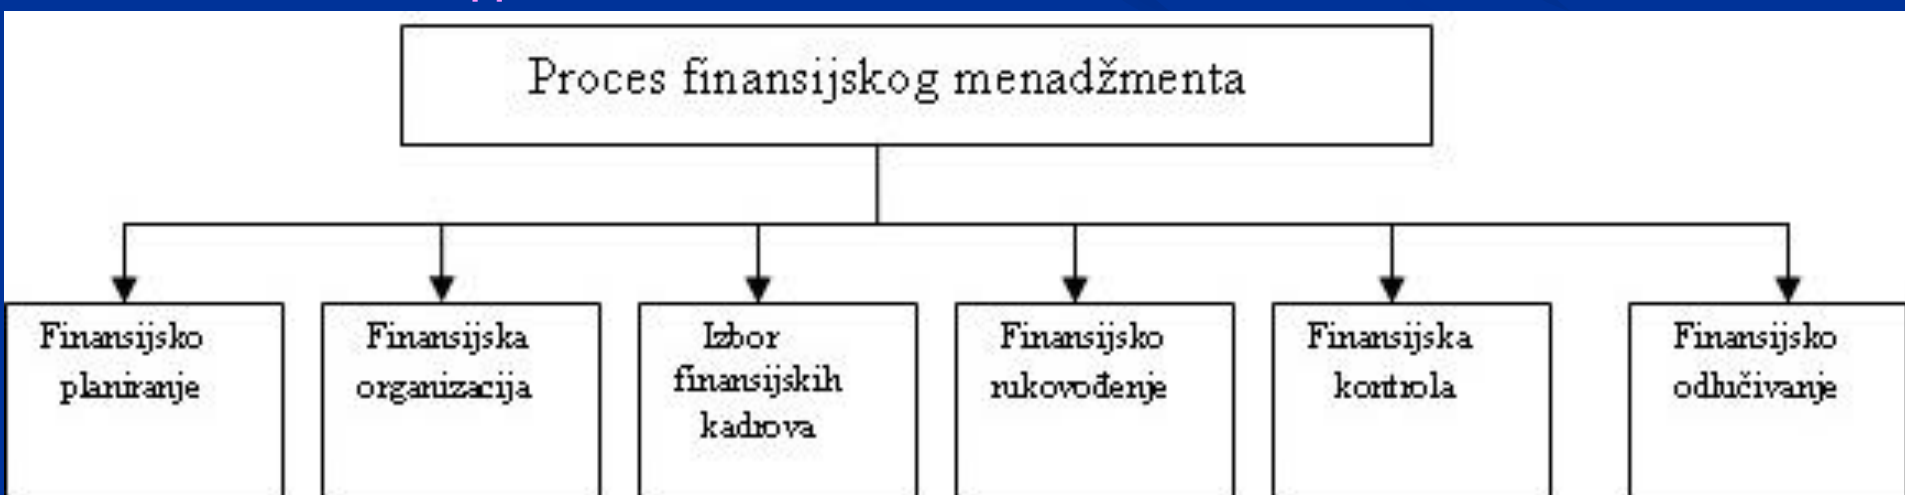 Proces finansijskog menadžmenta
Finansijsko
planiranje
Finansijska
organizacija
Izbor
finansijskih
kadrova
Finansijsko
rukovođenje
Finansijska
kontrola
Finansijsko
odlučivanje